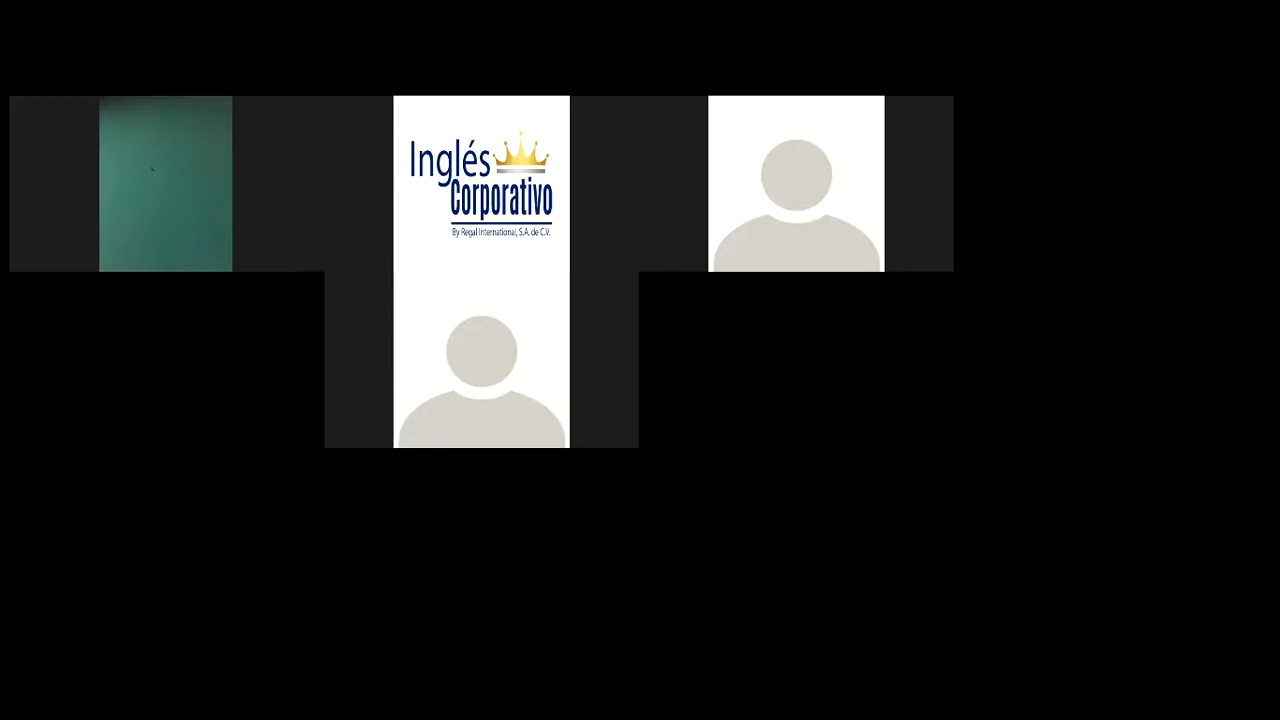 Inglés
Corporativo
By Regal International, S.A. de C.V.